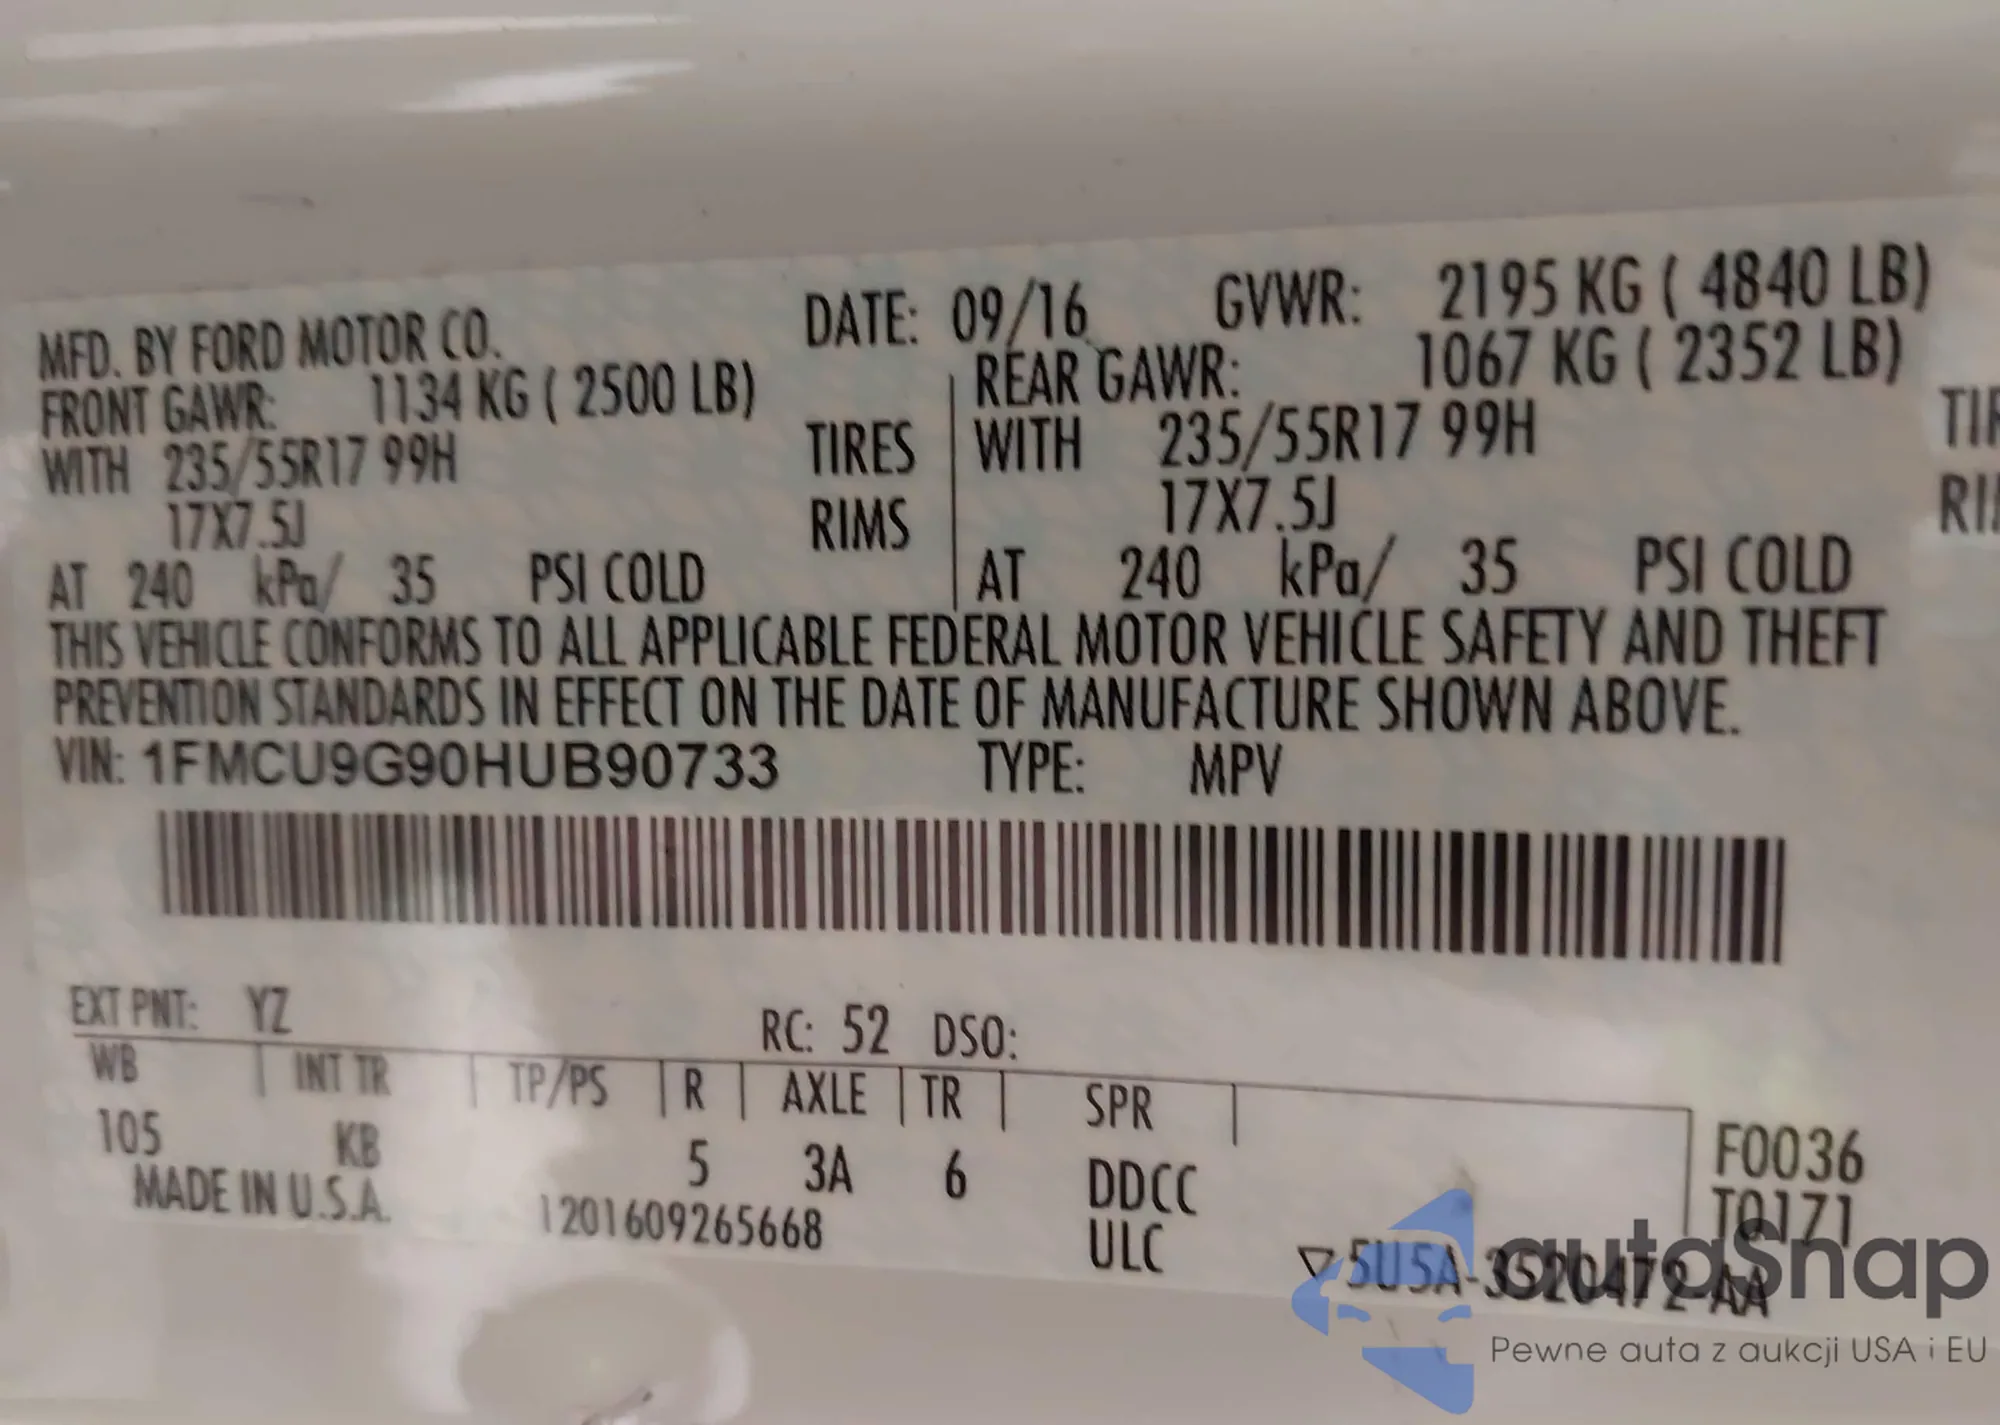 MFD. BY FORD MOTOR CO. DATE: 09/16 GVWR: 2195 KG ( 4840 LB)
FRONT GAWR: 1134 KG ( 2500 LB) REAR GAWR: 1067 KG ( 2352 LB)
WITH 235/55R17 99H TIRES WITH 235/55R17 99H
17X7.5J RIMS 17X7.5J
AT 240 kPa/ 35 PSI COLD AT 240 kPa/ 35 PSI COLD
THIS VEHICLE CONFORMS TO ALL APPLICABLE FEDERAL MOTOR VEHICLE SAFETY AND THEFT
PREVENTION STANDARDS IN EFFECT ON THE DATE OF MANUFACTURE SHOWN ABOVE.
VIN: 1FMCU9G90HUB90733 TYPE: MPV
EXT PNT: YZ RC: 52 DSO:
WB INT TR TP/PS R AXLE TR SPR
105 KB 5 3A 6 DDCC F0036
MADE IN U.S.A. 1201609265668 ULC T0171
5U5A-3520472-AA
autoSnap
Pewne auta z aukcji USA i EU